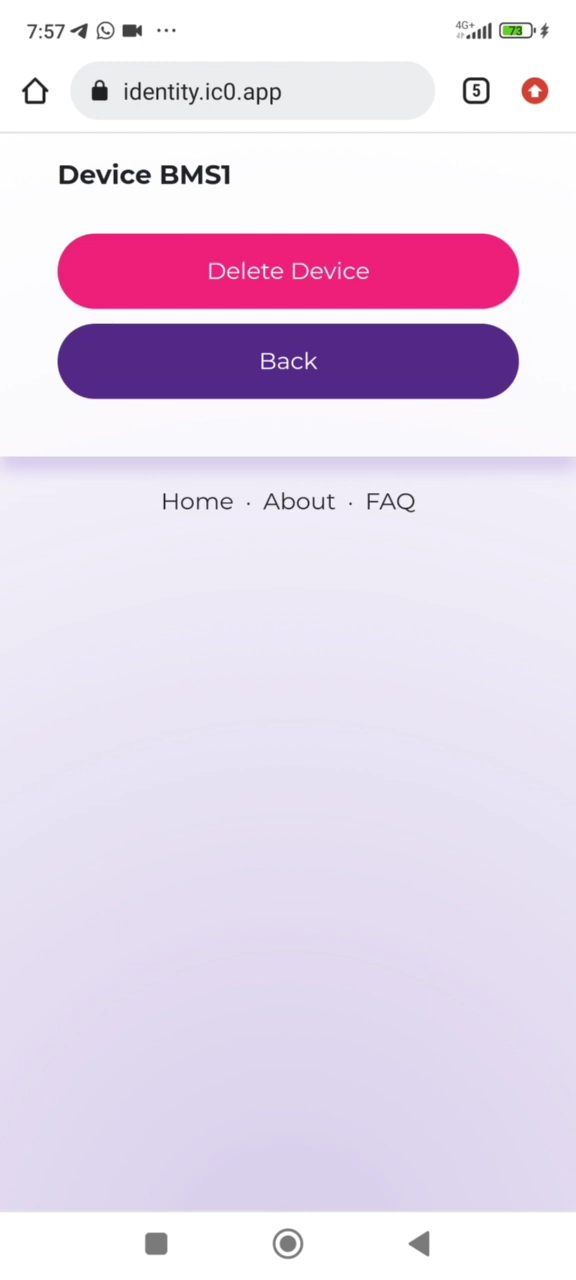 7:57 ··· 4G+ 73
identity.ic0.app 5
Device BMS1
Delete Device
Back
Home · About · FAQ